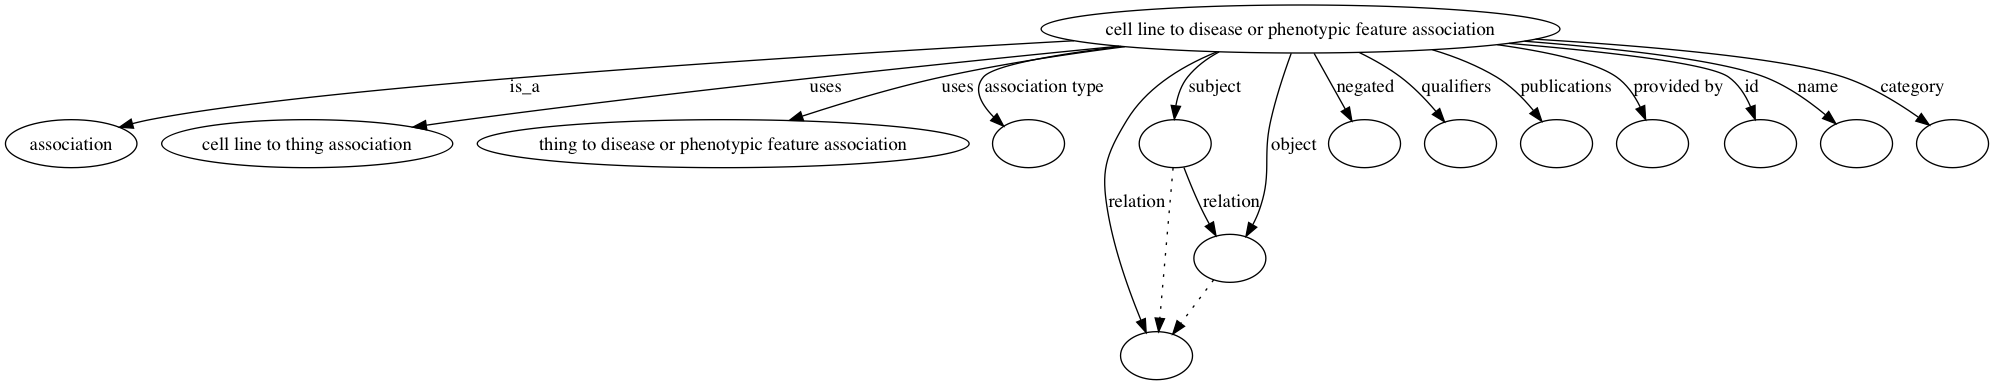 cell line to disease or phenotypic feature association
is_a
uses
uses
association type
subject
negated
qualifiers
publications
provided by
id
name
category
association
cell line to thing association
thing to disease or phenotypic feature association
object
relation
relation